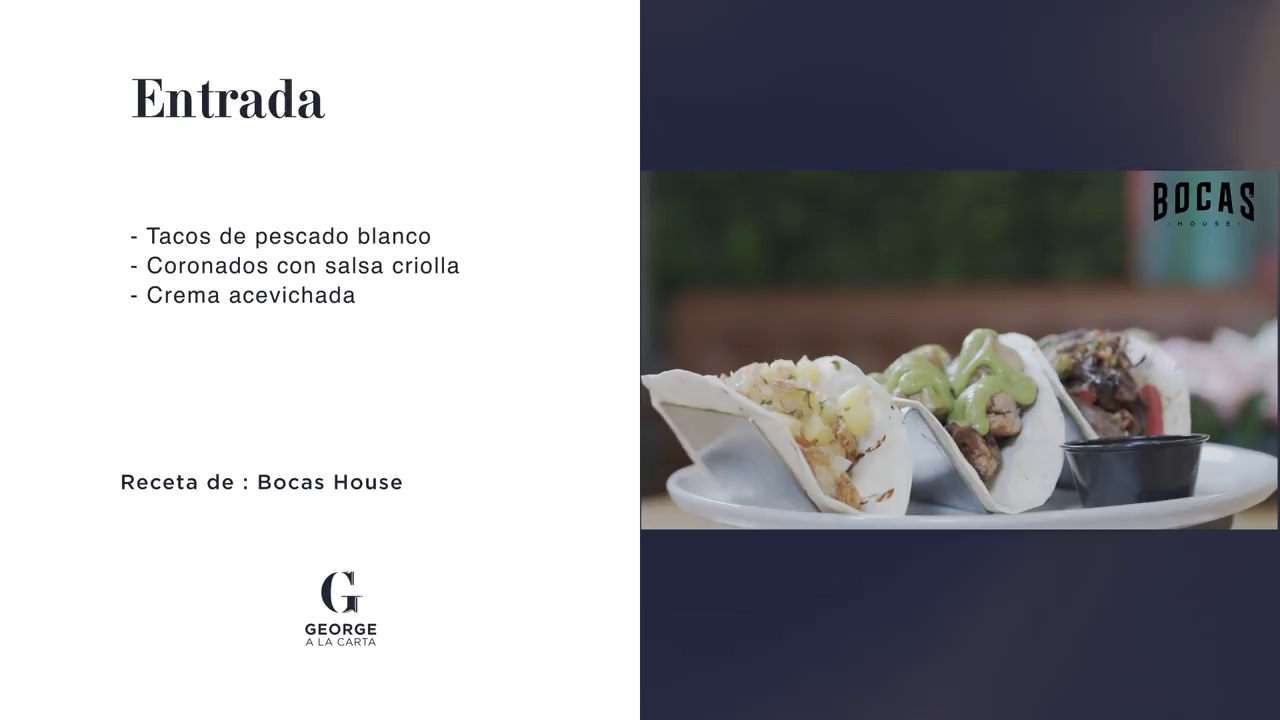 Entrada
- Tacos de pescado blanco
- Coronados con salsa criolla
- Crema acevichada
Receta de : Bocas House
G
GEORGE
A LA CARTA
BOCAS
- HOUSE -